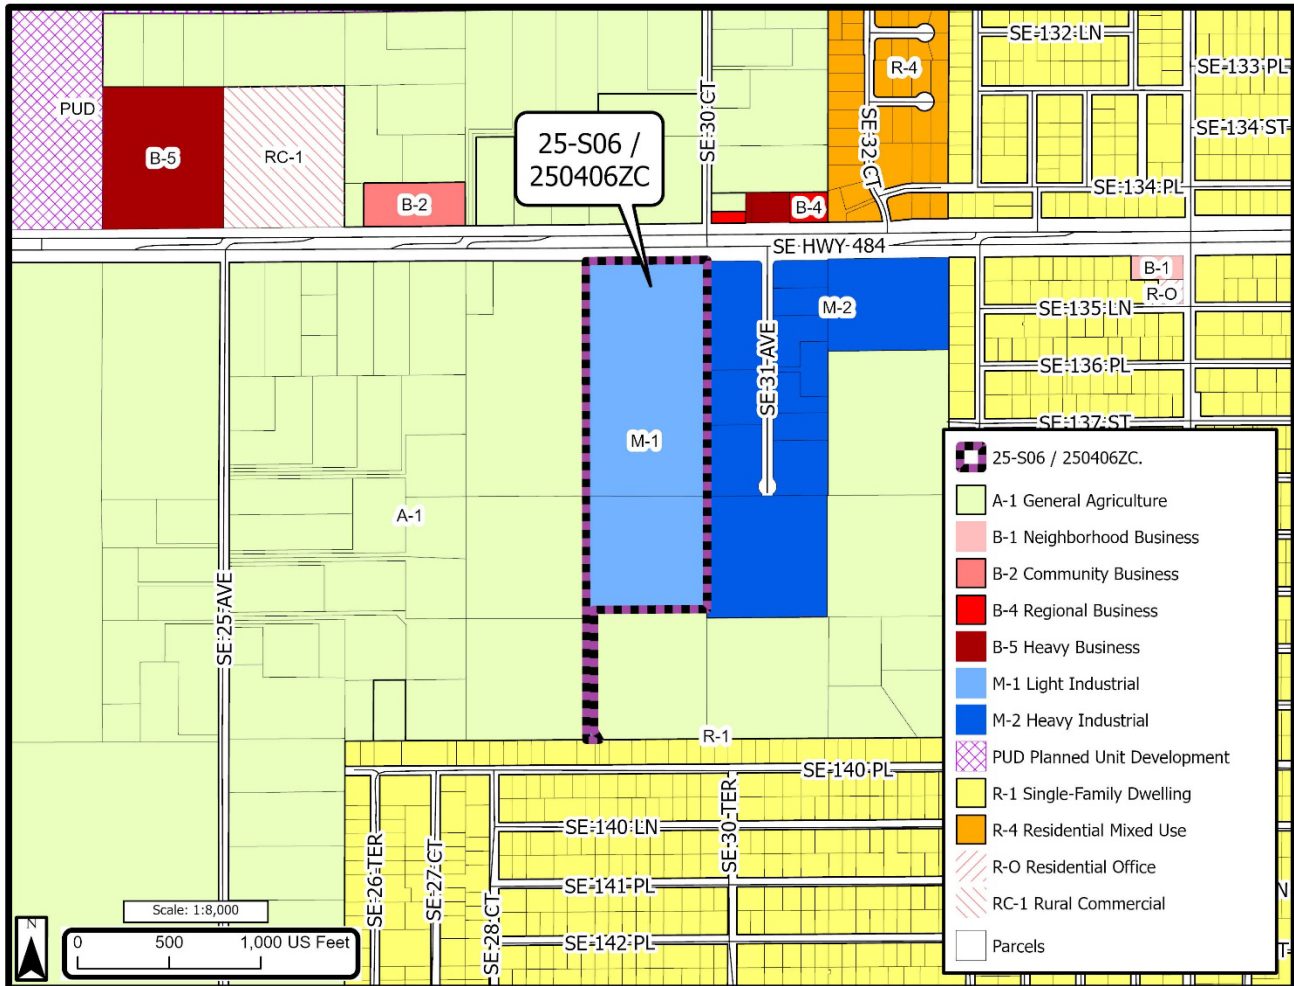 SE 132 LN
SE 30 CT
R-4
SE 133 PL
PUD
SE 134 ST
25-S06 /
250406ZC
SE 32 CT
B-5
RC-1
SE 134 PL
B-2
B-4
SE HWY 484
B-1
R-O
M-2
SE 135 LN
SE 31 AVE
SE 136 PL
SE 137 ST
M-1
A-1
SE 25 AVE
R-1
SE 140 PL
SE 30 TER
SE 140 LN
SE 26 TER
SE 27 CT
SE 28 CT
SE 141 PL
SE 142 PL
25-S06 / 250406ZC.
A-1 General Agriculture
B-1 Neighborhood Business
B-2 Community Business
B-4 Regional Business
B-5 Heavy Business
M-1 Light Industrial
M-2 Heavy Industrial
PUD Planned Unit Development
R-1 Single-Family Dwelling
R-4 Residential Mixed Use
R-O Residential Office
RC-1 Rural Commercial
Parcels
Scale: 1:8,000
N
0 500 1,000 US Feet